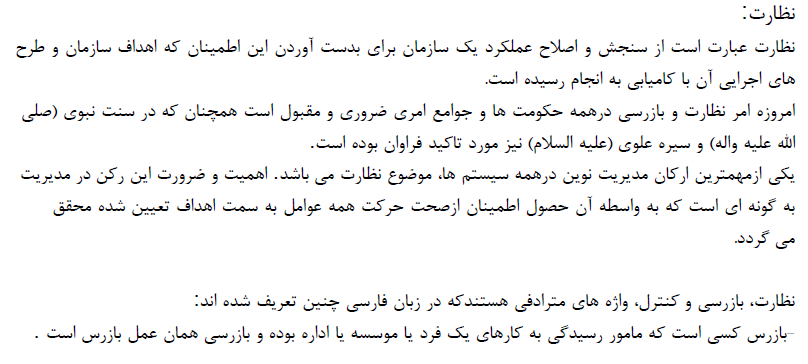 نظارت:
نظارت عبارت است از سنجش و اصلاح عملکرد یک سازمان برای بدست آوردن این اطمینان که اهداف سازمان و طرح
های اجرایی آن با کامیابی به انجام رسیده است.
امروزه امر نظارت و بازرسی درهمه حکومت ها و جوامع امری ضروری و مقبول است همچنان که در سنت نبوی (صلی
الله علیه واله) و سیره علوی (علیه السلام) نیز مورد تاکید فراوان بوده است.
یکی ازمهمترین ارکان مدیریت نوین درهمه سیستم ها، موضوع نظارت می باشد. اهمیت و ضرورت این رکن در مدیریت
به گونه ای است که به واسطه آن حصول اطمینان ازصحت حرکت همه عوامل به سمت اهداف تعیین شده محقق
می گردد.
نظارت، بازرسی و کنترل، واژه های مترادفی هستندکه در زبان فارسی چنین تعریف شده اند:
-بازرس کسی است که مامور رسیدگی به کارهای یک فرد یا موسسه یا اداره بوده و بازرسی همان عمل بازرس است .